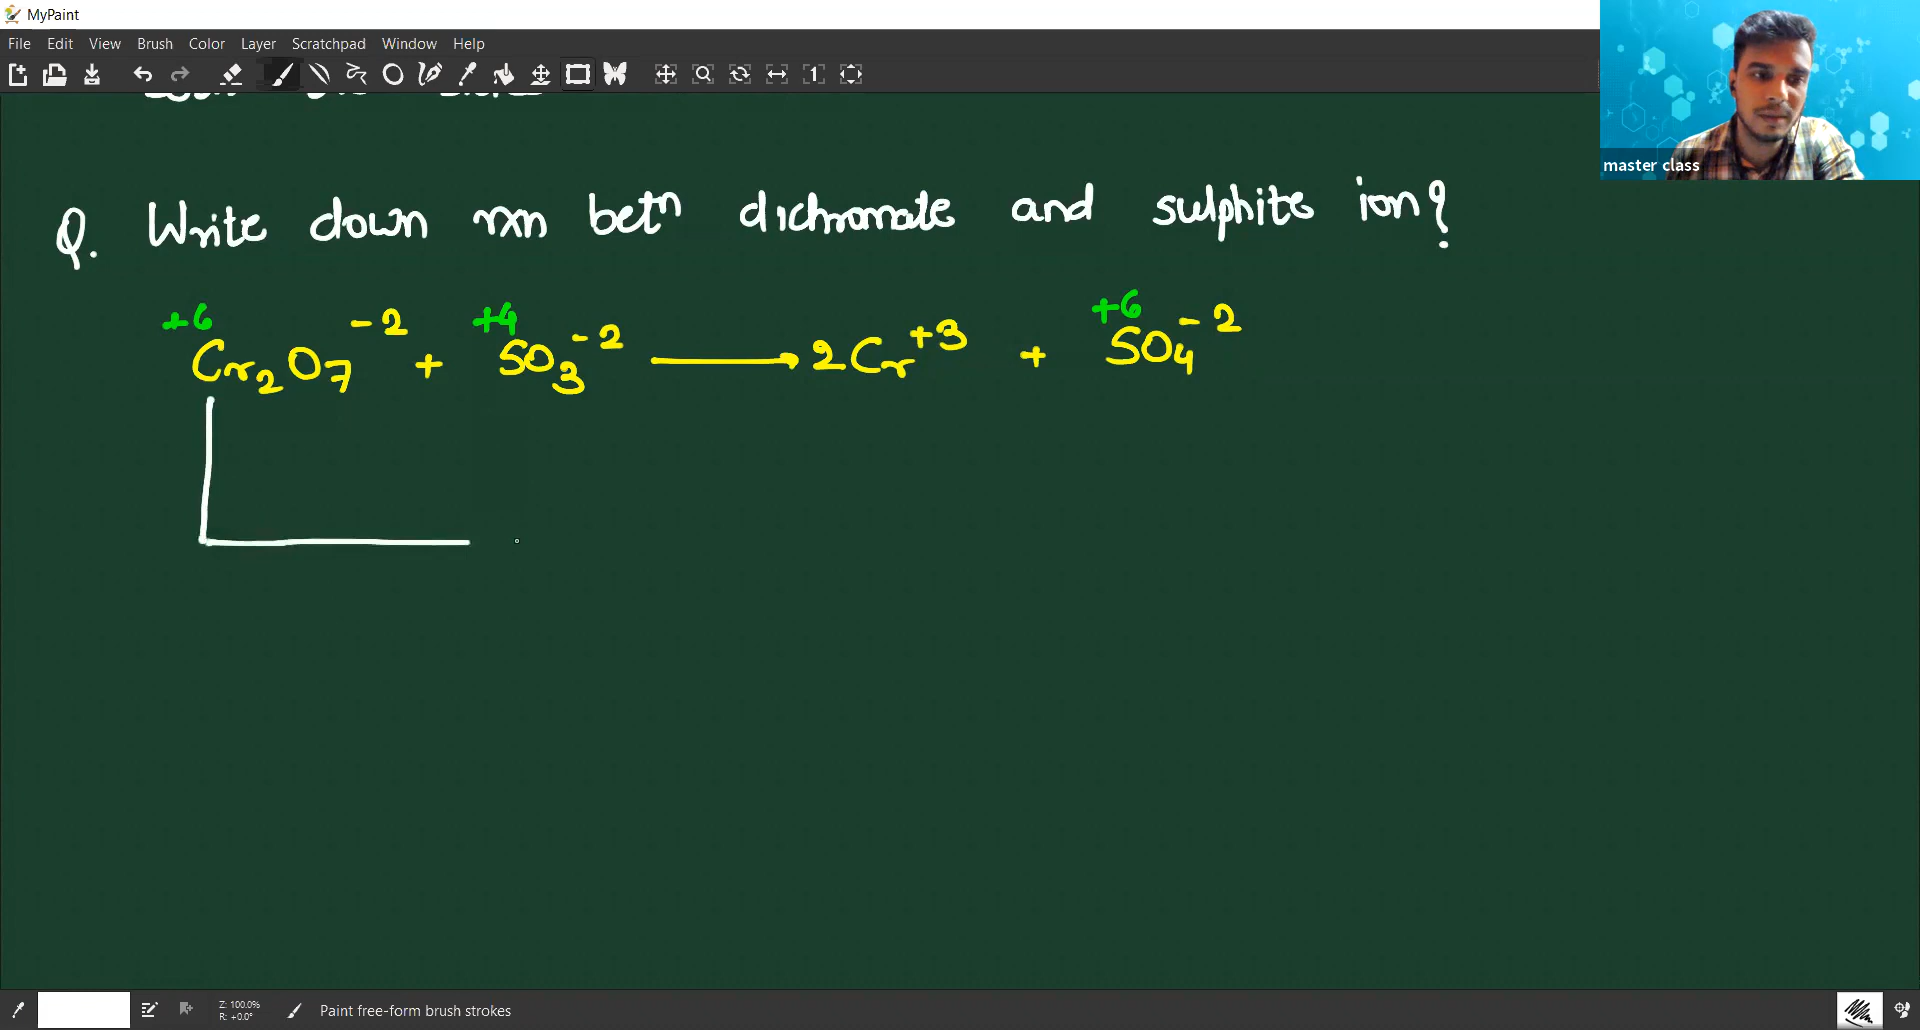 MyPaint
File Edit View Brush Color Layer Scratchpad Window Help
master class
Q. Write down rxn betⁿ dichromate and sulphite ion?
+6 +4 +6
Cr₂O₇⁻² + SO₃⁻² ⟶ 2Cr⁺³ + SO₄⁻²
Z: 100.0%
R: +0.0°
Paint free-form brush strokes